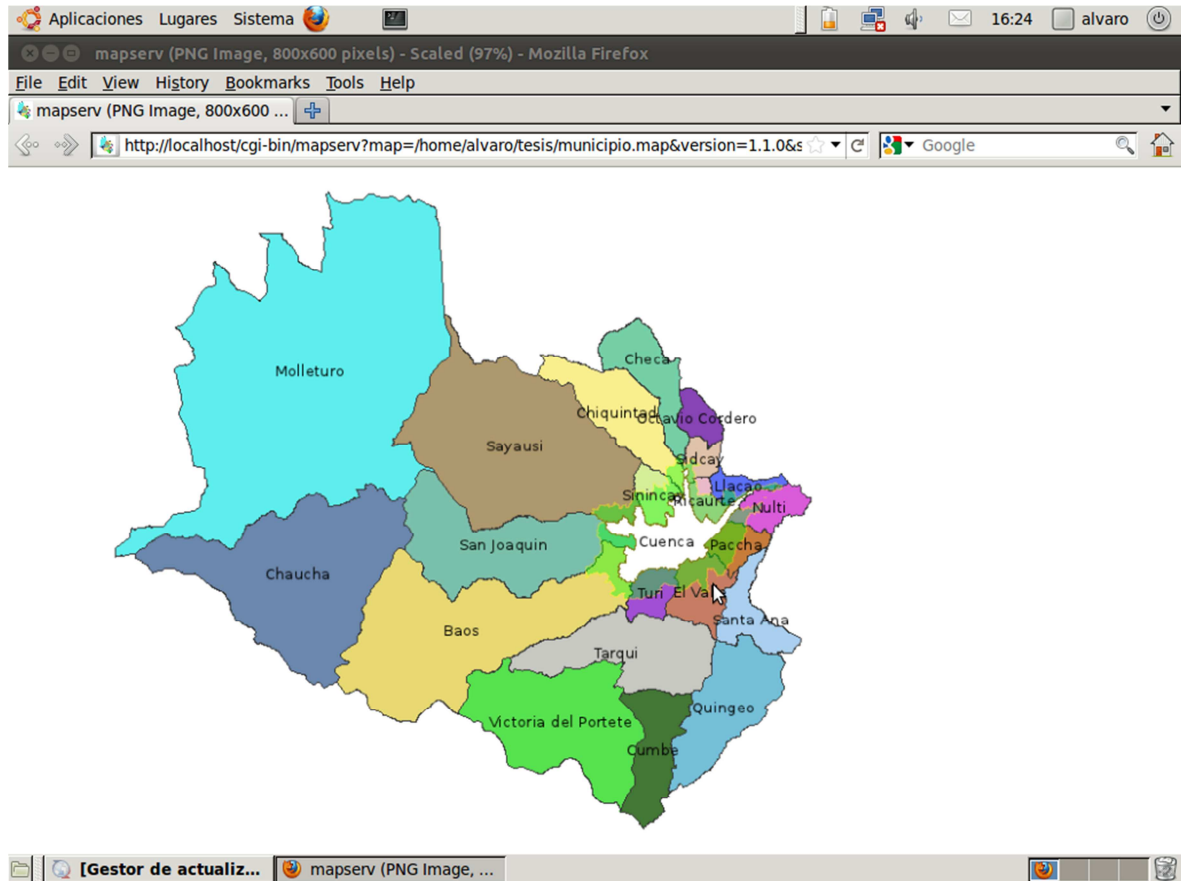 Aplicaciones Lugares Sistema 16:24 alvaro
mapserv (PNG Image, 800x600 pixels) - Scaled (97%) - Mozilla Firefox
File Edit View History Bookmarks Tools Help
mapserv (PNG Image, 800x600 ...
http://localhost/cgi-bin/mapserv?map=/home/alvaro/tesis/municipio.map&version=1.1.0&s Google
Checa
Molleturo
Chiquintad
Octavio Cordero
Sayausi
Sidcay
Llacao
Sinincay
Ricaurte
Nulti
Cuenca
San Joaquin
Paccha
Chaucha
Turi
El Valle
Santa Ana
Baos
Tarqui
Quingeo
Victoria del Portete
Cumbe
[Gestor de actualiz... mapserv (PNG Image, ...